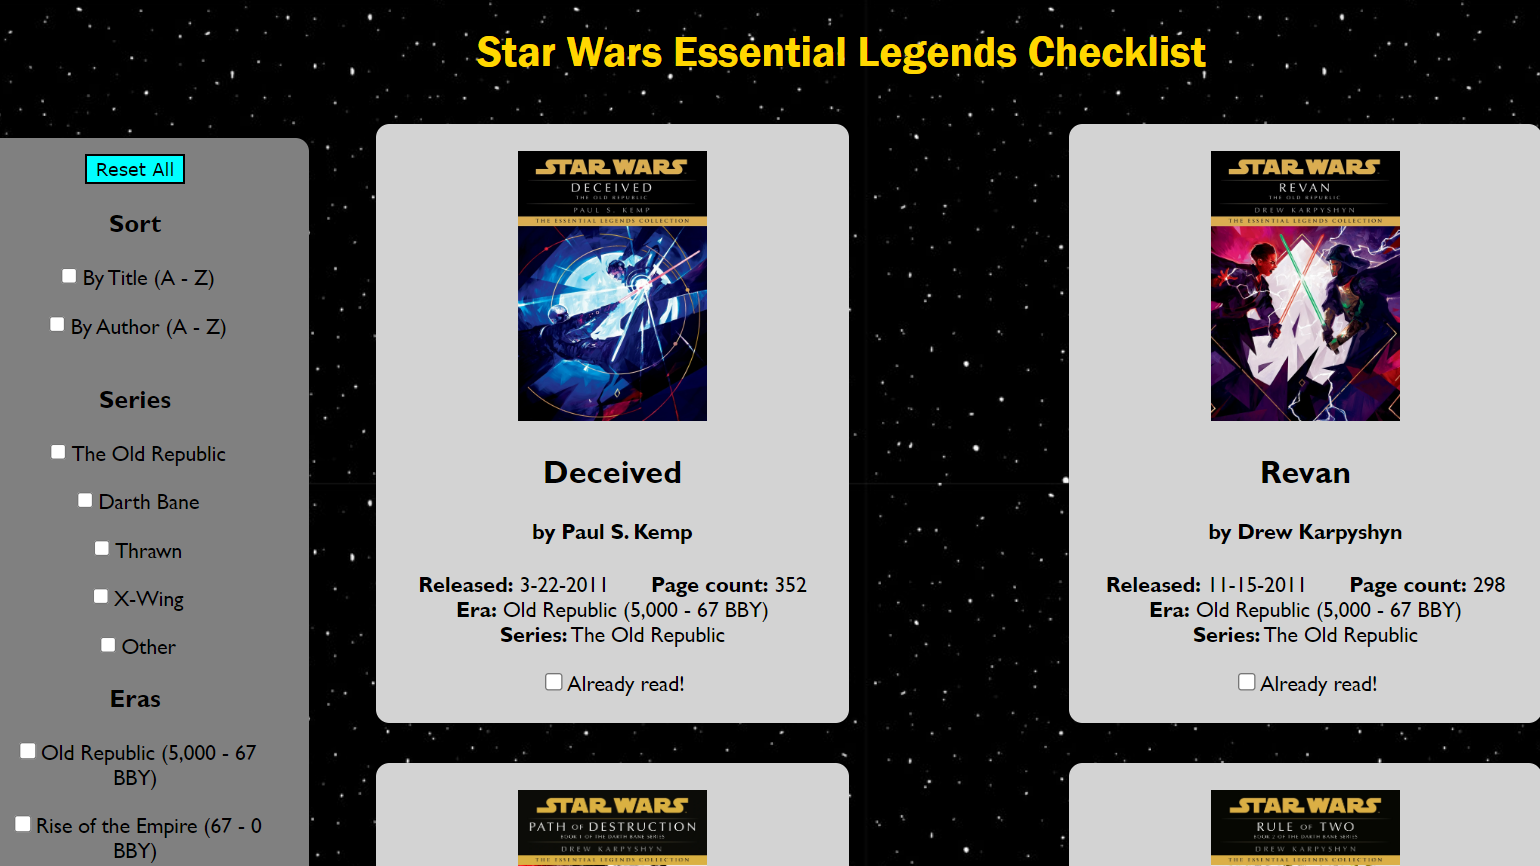 Star Wars Essential Legends Checklist
Reset All
Sort
By Title (A - Z)
By Author (A - Z)
Series
The Old Republic
Darth Bane
Thrawn
X-Wing
Other
Eras
Old Republic (5,000 - 67
BBY)
Rise of the Empire (67 - 0
BBY)
STAR WARS
DECEIVED
THE OLD REPUBLIC
PAUL S. KEMP
THE ESSENTIAL LEGENDS COLLECTION
Deceived
by Paul S. Kemp
Released: 3-22-2011 Page count: 352
Era: Old Republic (5,000 - 67 BBY)
Series: The Old Republic
Already read!
STAR WARS
REVAN
THE OLD REPUBLIC
DREW KARPYSHYN
THE ESSENTIAL LEGENDS COLLECTION
Revan
by Drew Karpyshyn
Released: 11-15-2011 Page count: 298
Era: Old Republic (5,000 - 67 BBY)
Series: The Old Republic
Already read!
STAR WARS
PATH OF DESTRUCTION
BOOK 1 OF THE DARTH BANE SERIES
DREW KARPYSHYN
THE ESSENTIAL LEGENDS COLLECTION
STAR WARS
RULE OF TWO
BOOK 2 OF THE DARTH BANE SERIES
DREW KARPYSHYN
THE ESSENTIAL LEGENDS COLLECTION